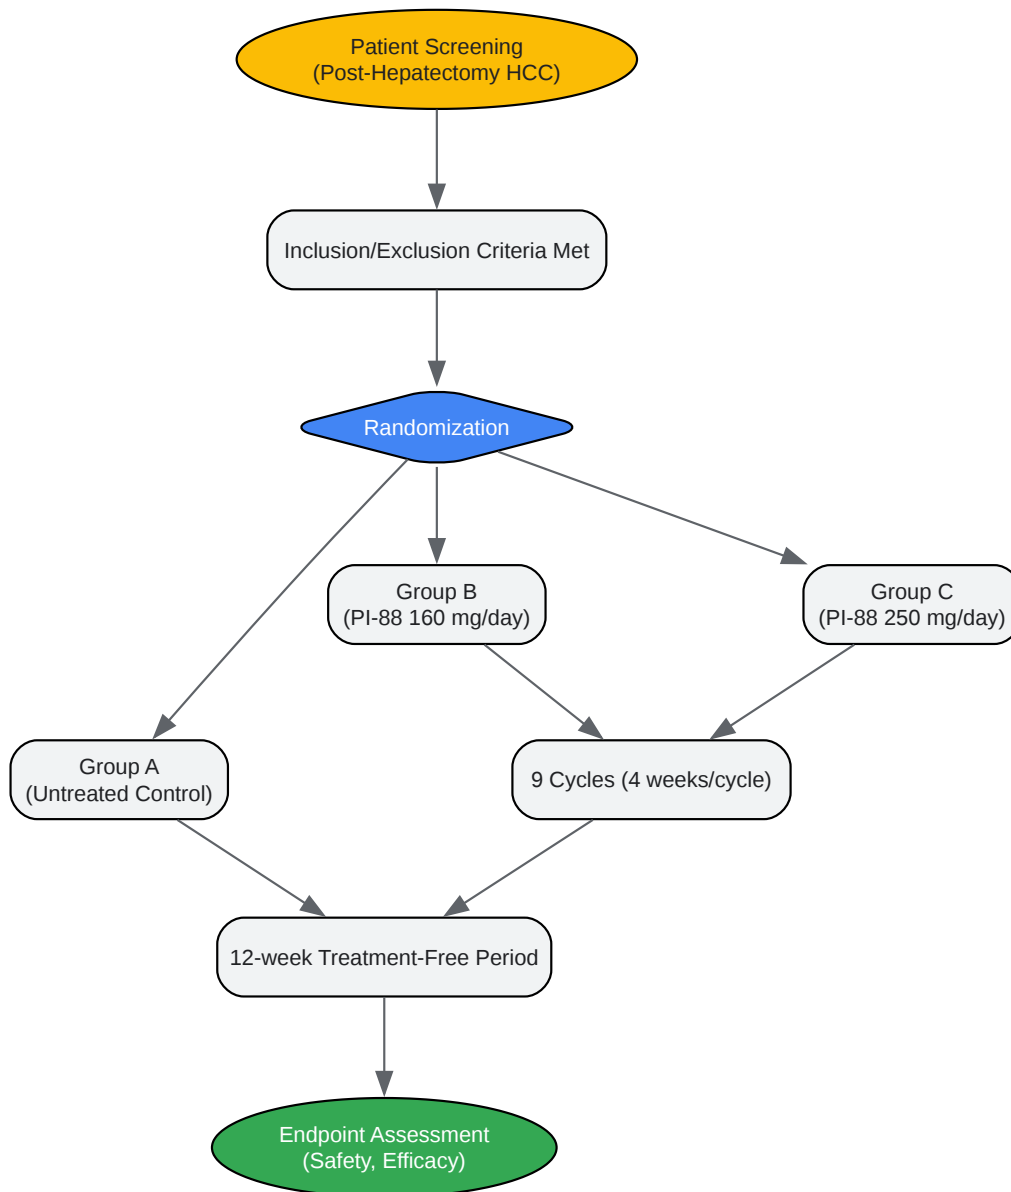 Patient Screening
(Post-Hepatectomy HCC)
Inclusion/Exclusion Criteria Met
Randomization
Group B
(PI-88 160 mg/day)
Group C
(PI-88 250 mg/day)
Group A
(Untreated Control)
9 Cycles (4 weeks/cycle)
12-week Treatment-Free Period
Endpoint Assessment
(Safety, Efficacy)